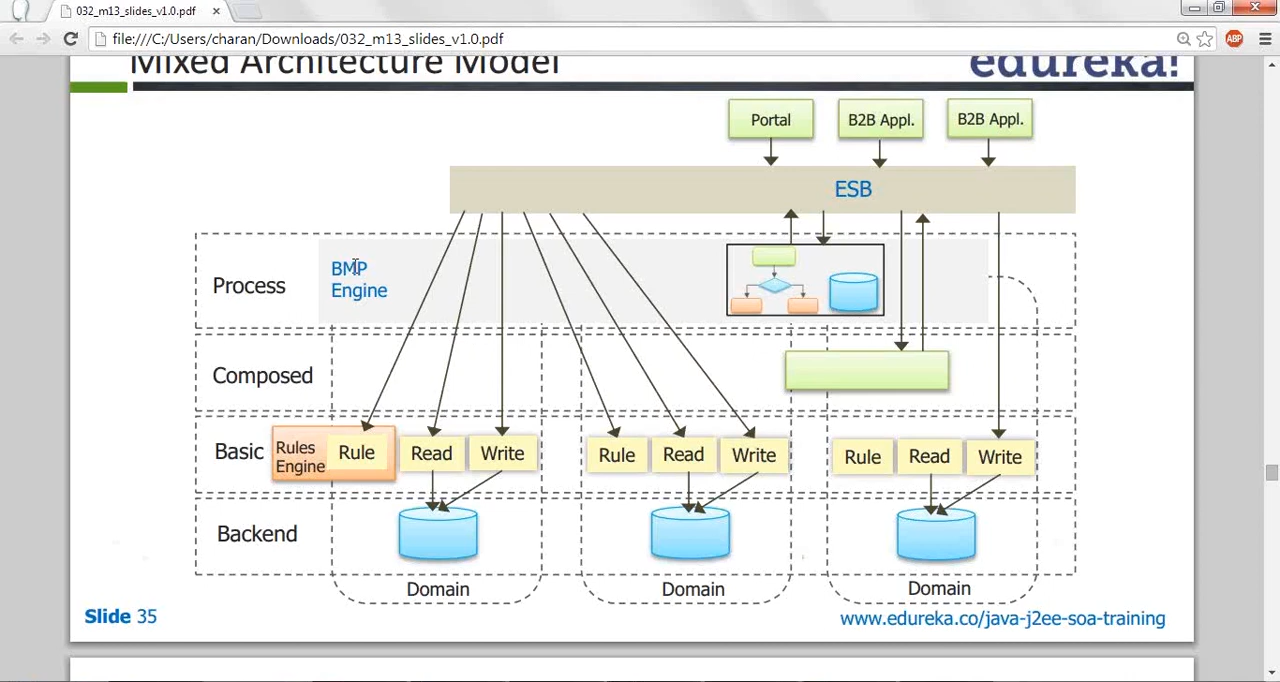 032_m13_slides_v1.0.pdf
file:///C:/Users/charan/Downloads/032_m13_slides_v1.0.pdf
ABP
Mixed Architecture Model
edureka!
Portal
B2B Appl.
B2B Appl.
ESB
Process
BMP
Engine
Composed
Basic
Rules
Engine
Rule
Read
Write
Rule
Read
Write
Rule
Read
Write
Backend
Domain
Domain
Domain
Slide 35
www.edureka.co/java-j2ee-soa-training